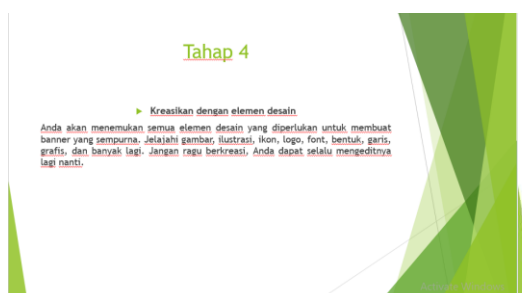 Tahap 4
Kreasikan dengan elemen desain
Anda akan menemukan semua elemen desain yang diperlukan untuk membuat
banner yang sempurna. Jelajahi gambar, ilustrasi, ikon, logo, font, bentuk, garis,
grafis, dan banyak lagi. Jangan ragu berkreasi. Anda dapat selalu mengeditnya
lagi nanti.